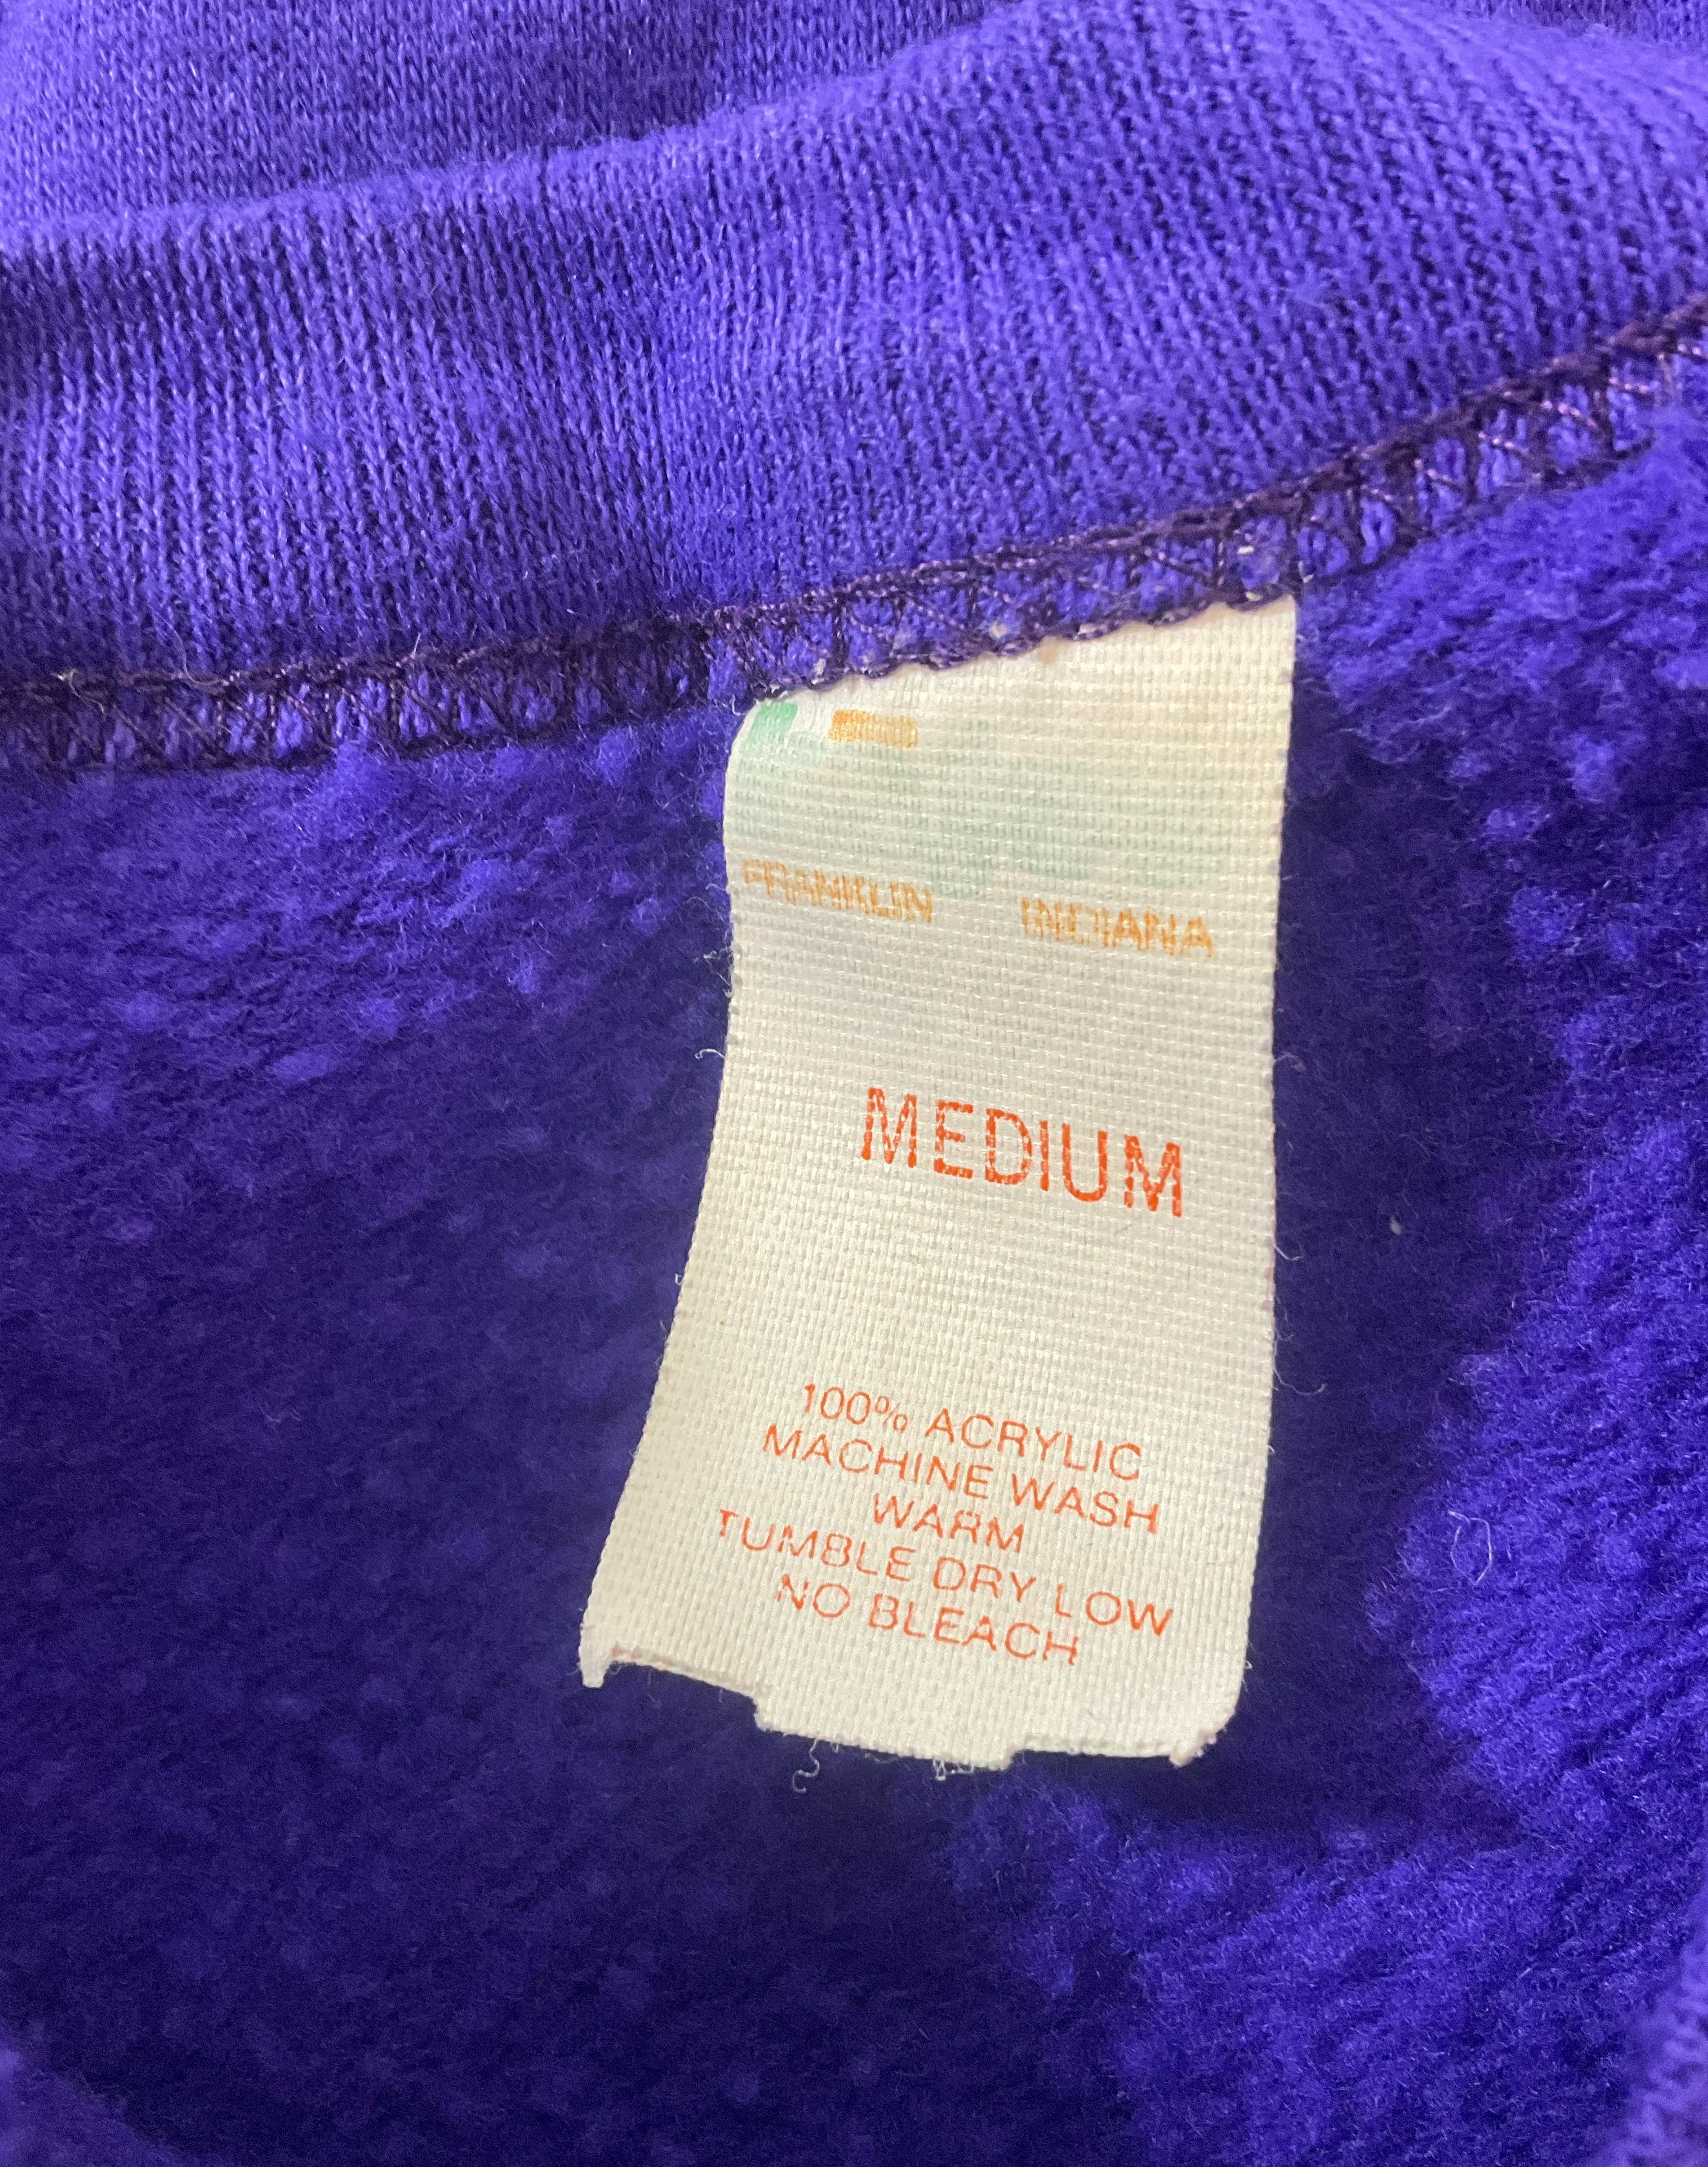 FRANKLIN INDIANA
MEDIUM
100% ACRYLIC
MACHINE WASH
WARM
TUMBLE DRY LOW
NO BLEACH